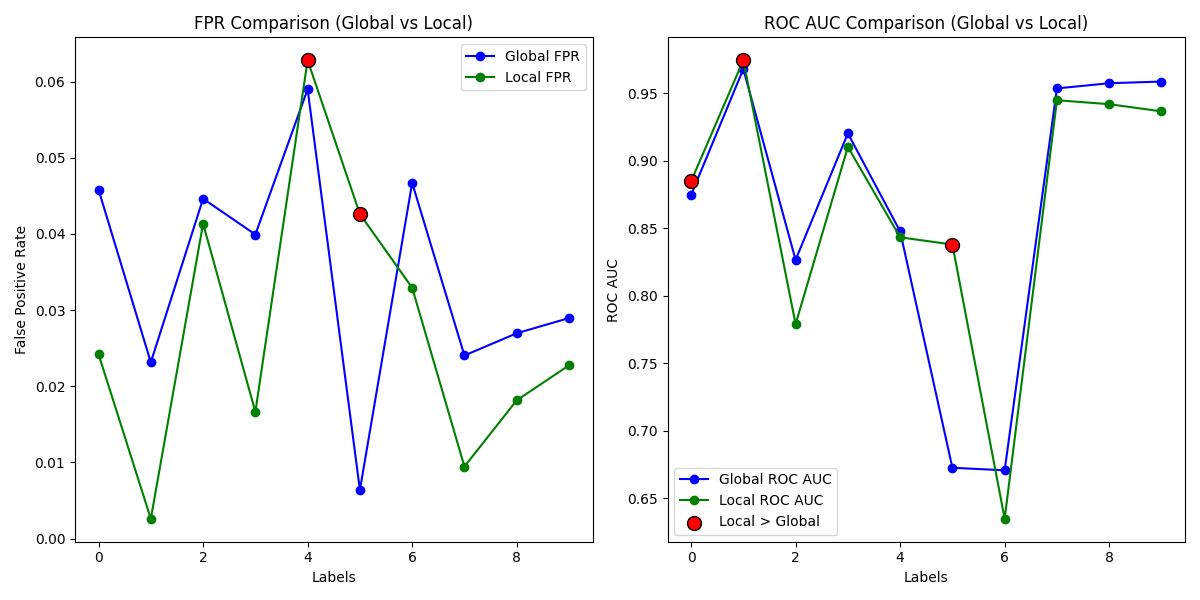 FPR Comparison (Global vs Local)
Global FPR
Local FPR
False Positive Rate
0.06
0.05
0.04
0.03
0.02
0.01
0.00
0 2 4 6 8
Labels
ROC AUC Comparison (Global vs Local)
ROC AUC
0.95
0.90
0.85
0.80
0.75
0.70
0.65
Global ROC AUC
Local ROC AUC
Local > Global
0 2 4 6 8
Labels